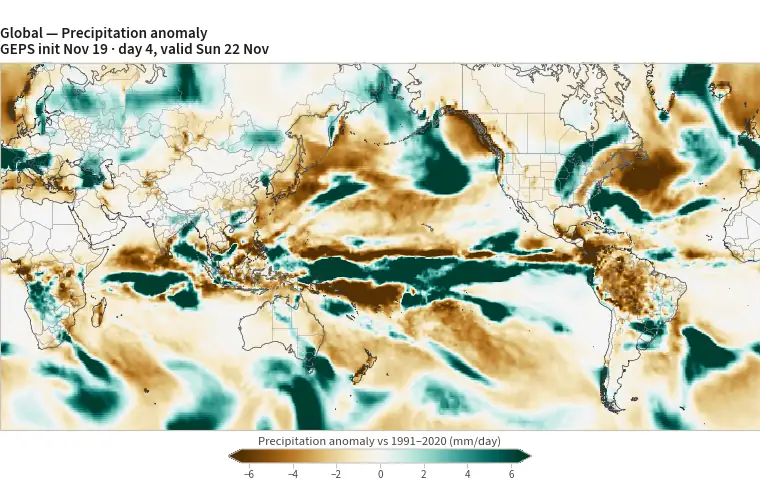 Global — Precipitation anomaly
GEPS init Nov 19 · day 4, valid Sun 22 Nov
Precipitation anomaly vs 1991–2020 (mm/day)
−6 −4 −2 0 2 4 6